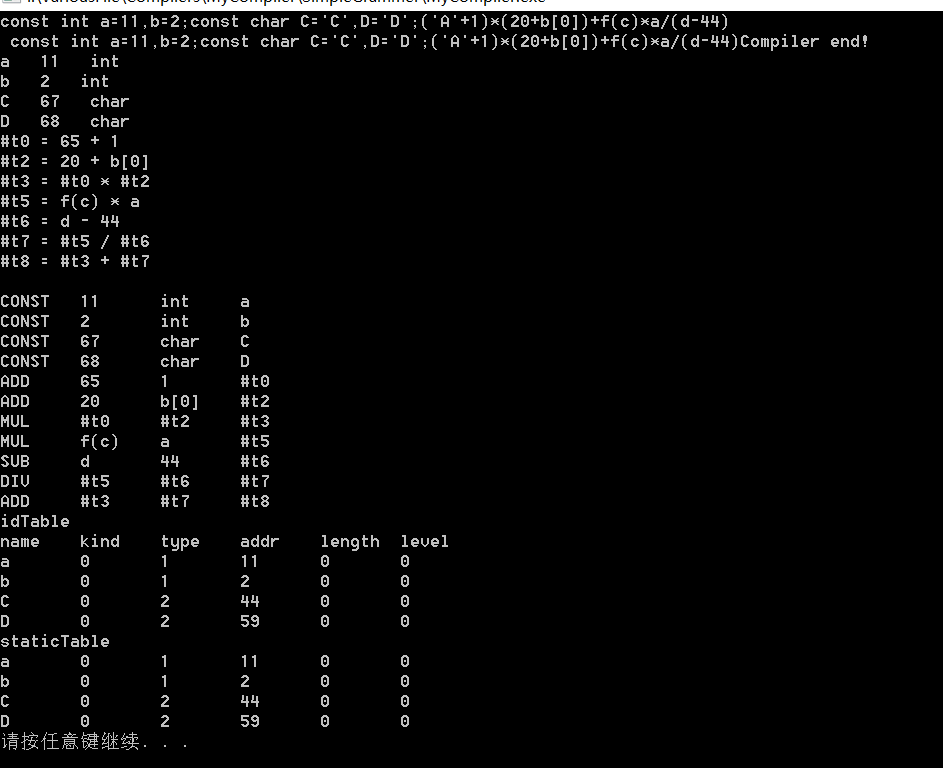 const int a=11,b=2;const char C='C',D='D';('A'+1)*(20+b[0])+f(c)*a/(d-44)
 const int a=11,b=2;const char C='C',D='D';('A'+1)*(20+b[0])+f(c)*a/(d-44)Compiler end!
a   11   int
b   2   int
C   67   char
D   68   char
#t0 = 65 + 1
#t2 = 20 + b[0]
#t3 = #t0 * #t2
#t5 = f(c) * a
#t6 = d - 44
#t7 = #t5 / #t6
#t8 = #t3 + #t7
CONST   11      int     a
CONST   2       int     b
CONST   67      char    C
CONST   68      char    D
ADD     65      1       #t0
ADD     20      b[0]    #t2
MUL     #t0     #t2     #t3
MUL     f(c)    a       #t5
SUB     d       44      #t6
DIV     #t5     #t6     #t7
ADD     #t3     #t7     #t8
idTable
name    kind    type    addr    length  level
a       0       1       11      0       0
b       0       1       2       0       0
C       0       2       44      0       0
D       0       2       59      0       0
staticTable
a       0       1       11      0       0
b       0       1       2       0       0
C       0       2       44      0       0
D       0       2       59      0       0
请按任意键继续. . .